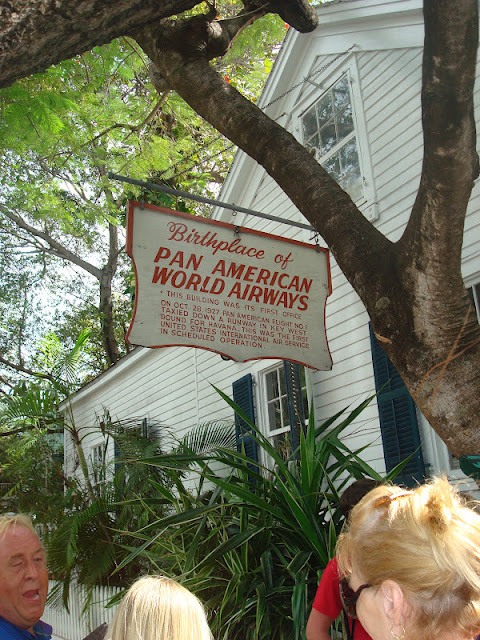 Birthplace of
PAN AMERICAN
WORLD AIRWAYS
THIS BUILDING WAS ITS FIRST OFFICE
ON OCT. 28, 1927, PAN AMERICAN FLIGHT NO. 1
TAXIED DOWN A RUNWAY IN KEY WEST
BOUND FOR HAVANA. THIS WAS THE FIRST
UNITED STATES INTERNATIONAL AIR SERVICE
IN SCHEDULED OPERATION